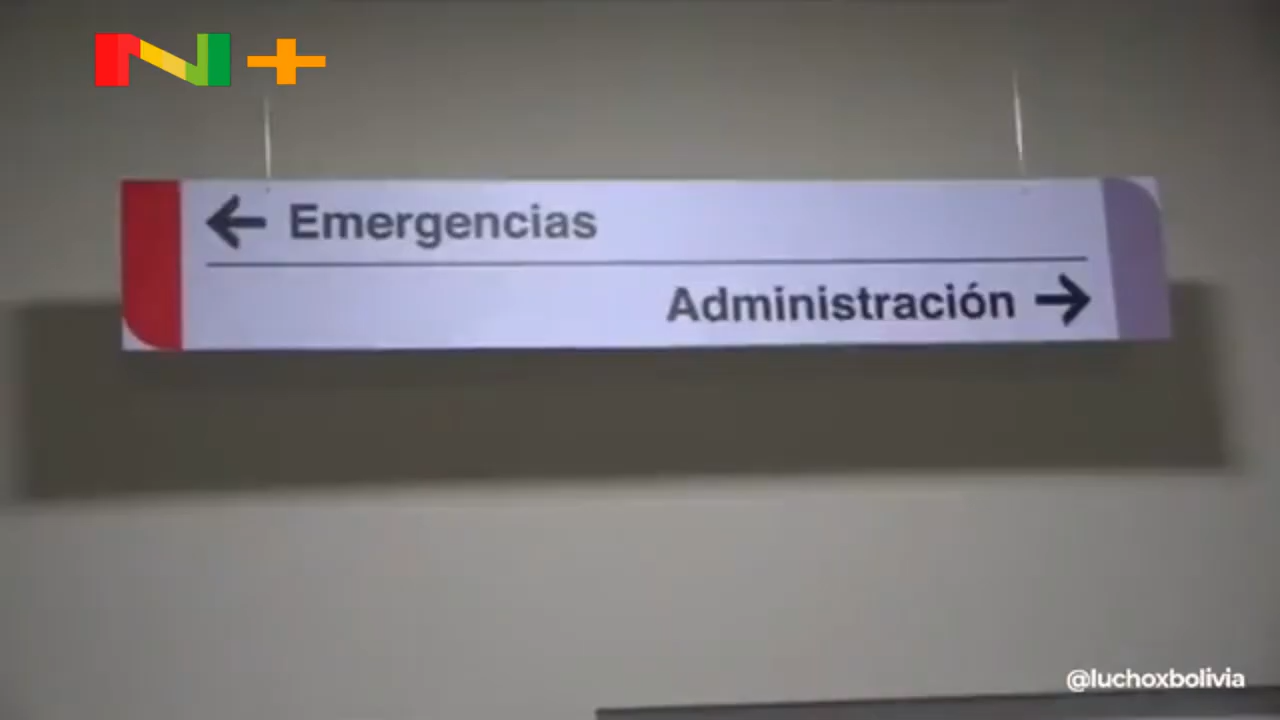 N+
← Emergencias
Administración →
@luchoxbolivia